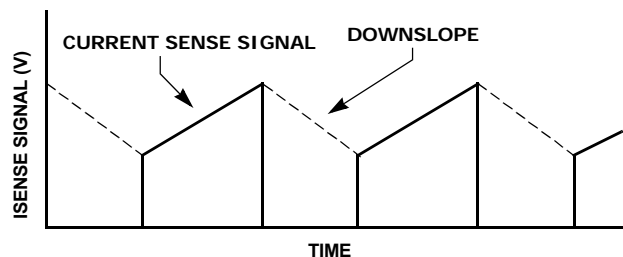 CURRENT SENSE SIGNAL
DOWNSLOPE
ISENSE SIGNAL (V)
TIME